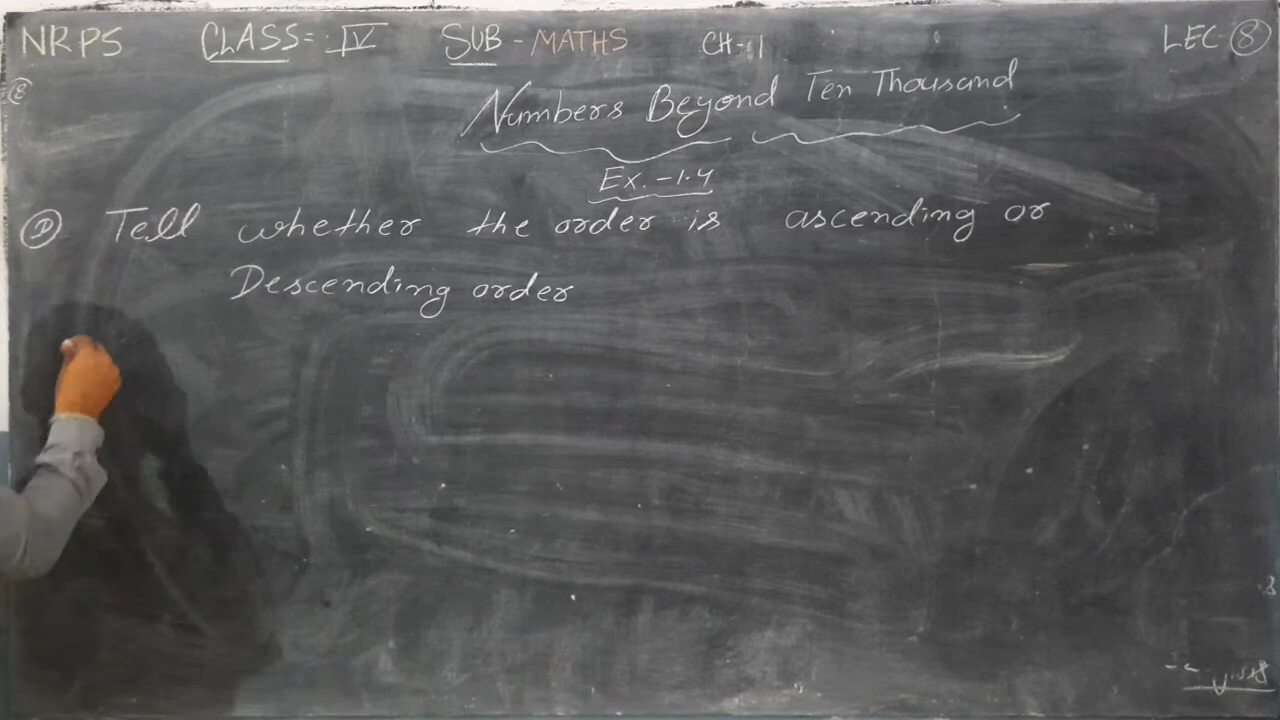 NRPS CLASS= IV SUB - MATHS CH-1 LEC 8
Numbers Beyond Ten Thousand
Ex. - 1.4
D Tell whether the order is ascending or
Descending order